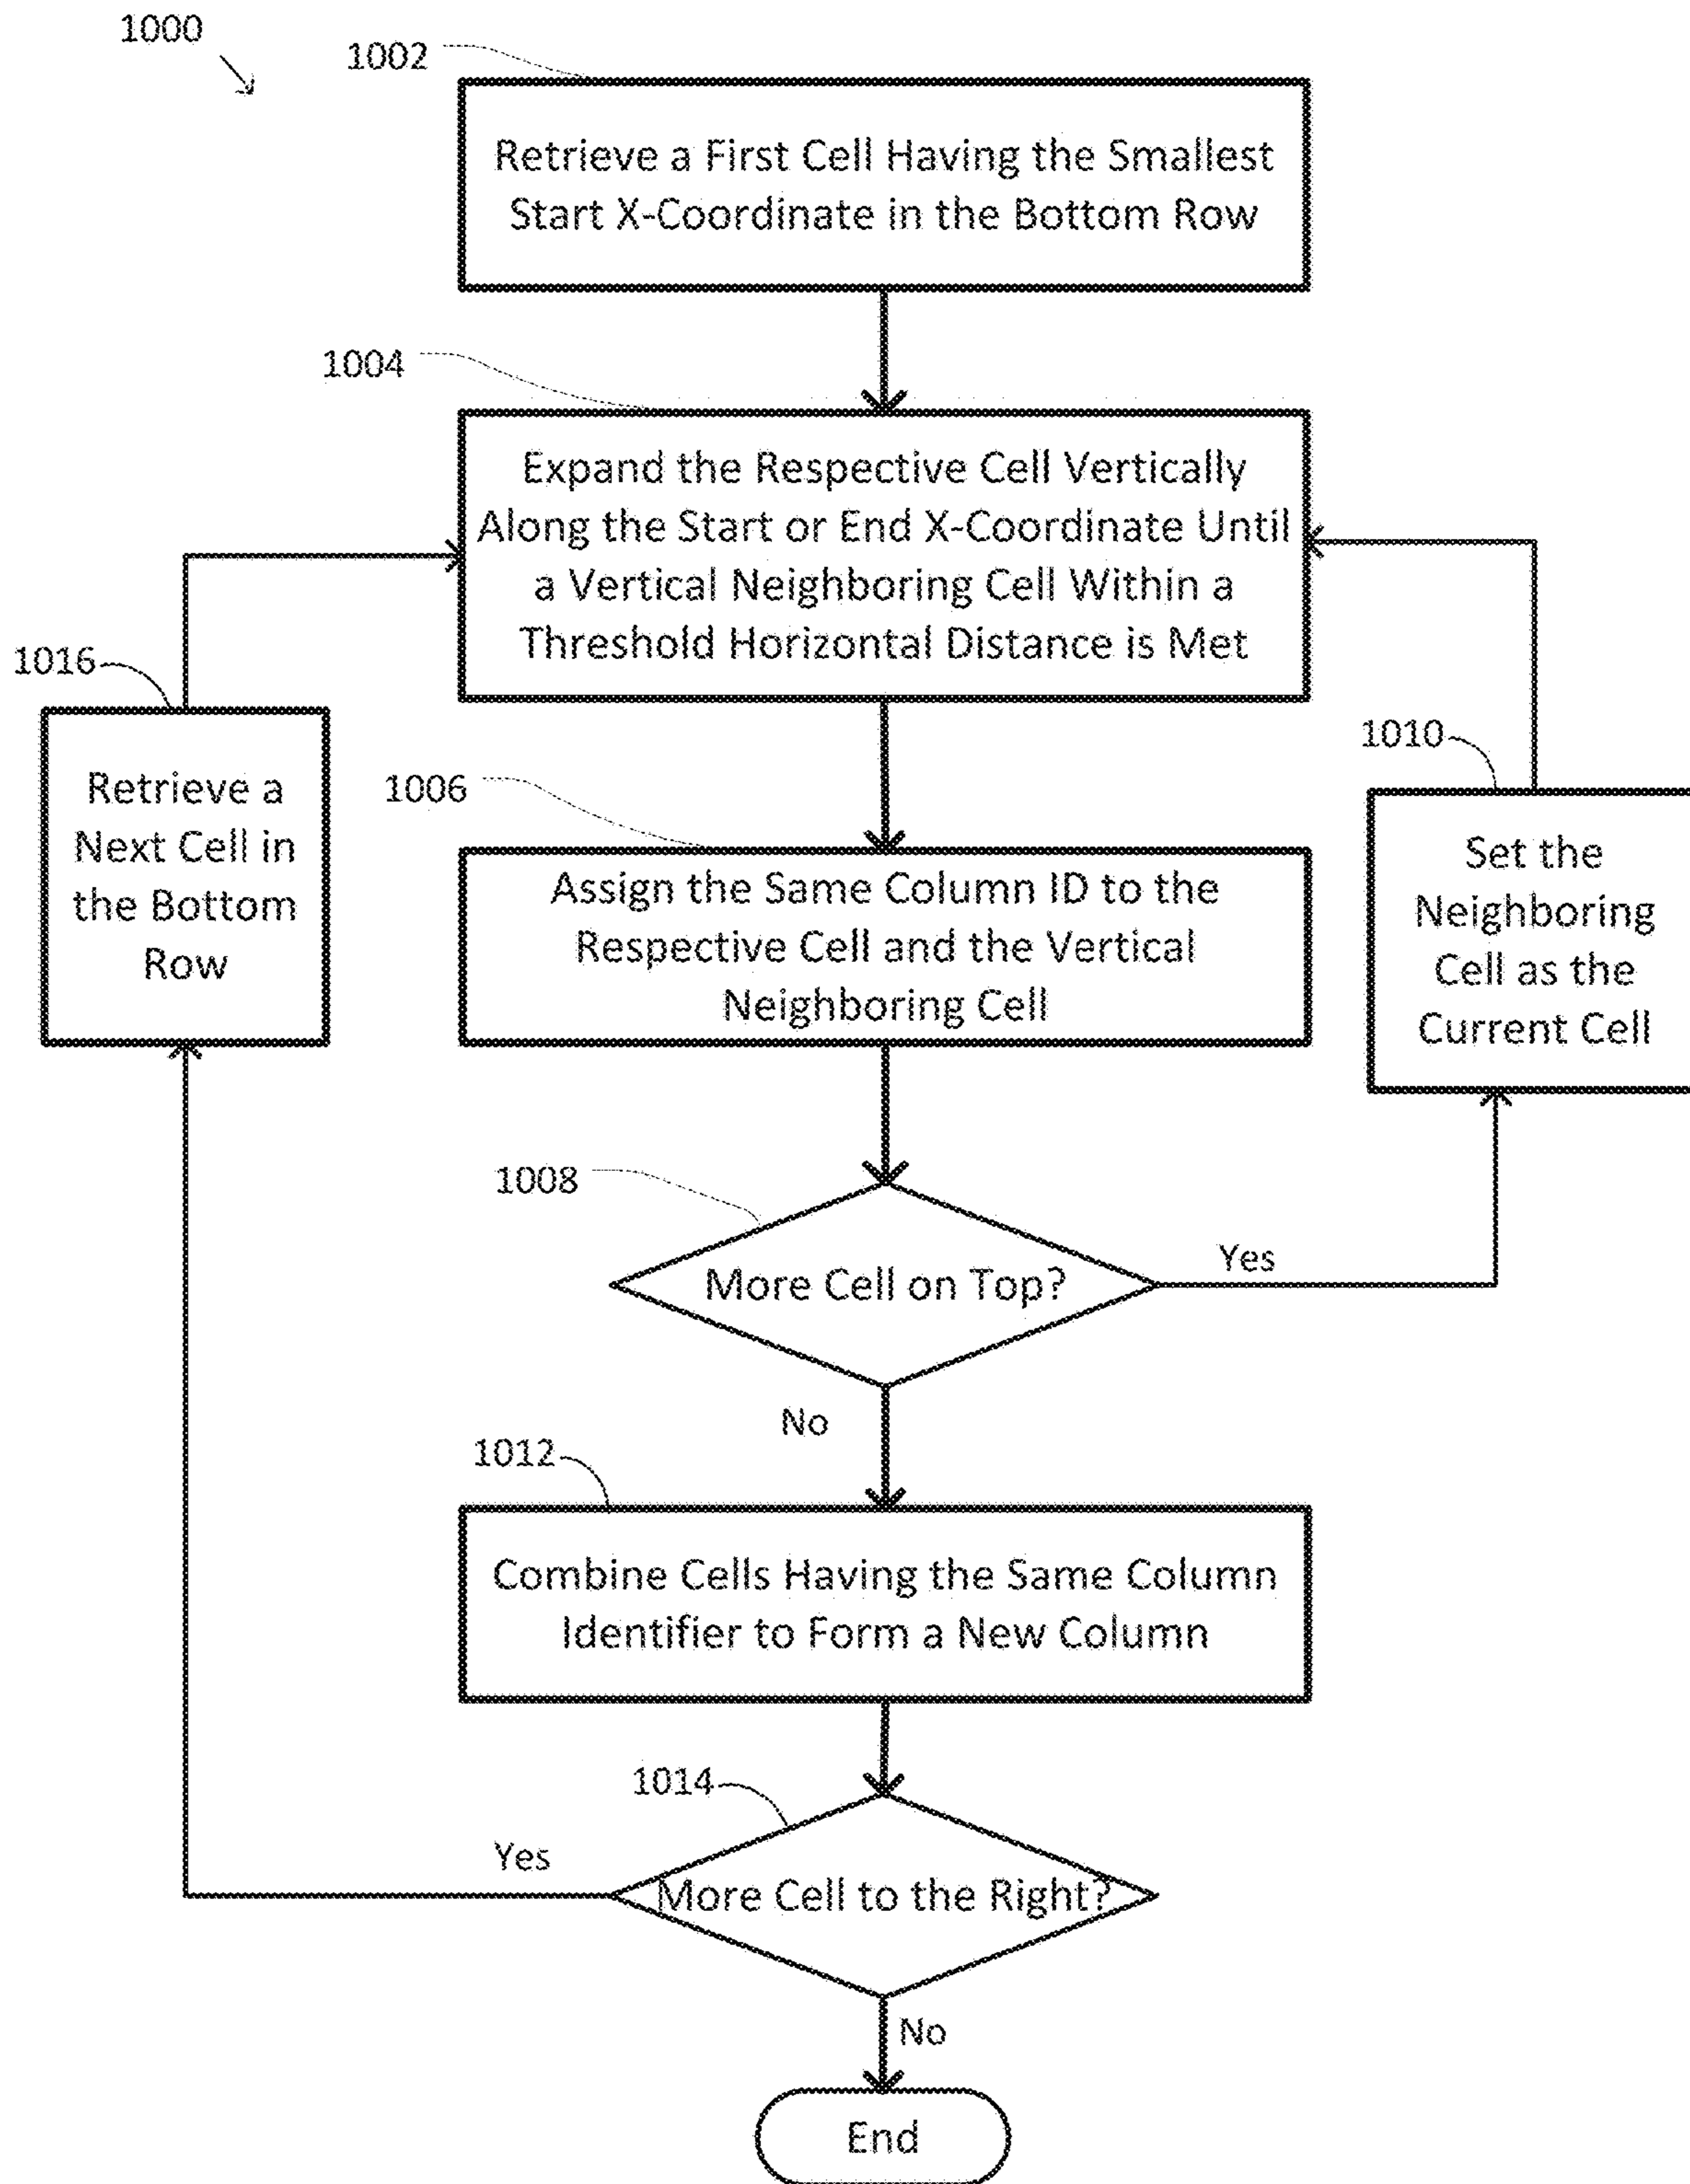 1000
1002
Retrieve a First Cell Having the Smallest
Start X-Coordinate in the Bottom Row
1004
Expand the Respective Cell Vertically
Along the Start or End X-Coordinate Until
a Vertical Neighboring Cell Within a
Threshold Horizontal Distance is Met
1016
Retrieve a
Next Cell in
the Bottom
Row
1006
Assign the Same Column ID to the
Respective Cell and the Vertical
Neighboring Cell
1010
Set the
Neighboring
Cell as the
Current Cell
1008
More Cell on Top?
Yes
No
1012
Combine Cells Having the Same Column
Identifier to Form a New Column
1014
More Cell to the Right?
Yes
No
End